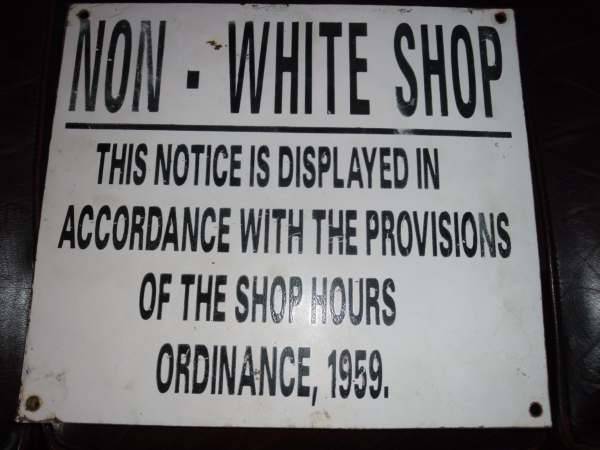 NON - WHITE SHOP
THIS NOTICE IS DISPLAYED IN
ACCORDANCE WITH THE PROVISIONS
OF THE SHOP HOURS
ORDINANCE, 1959.